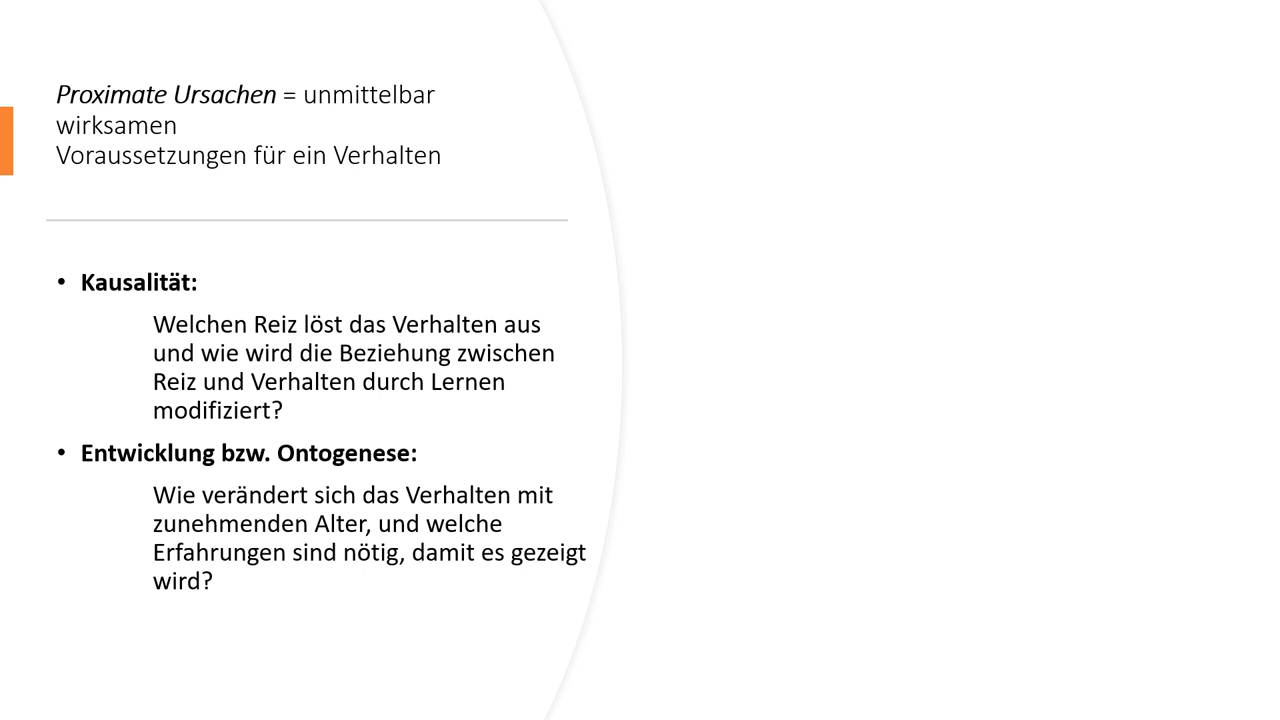 Proximate Ursachen = unmittelbar
wirksamen
Voraussetzungen für ein Verhalten
• Kausalität:
Welchen Reiz löst das Verhalten aus
und wie wird die Beziehung zwischen
Reiz und Verhalten durch Lernen
modifiziert?
• Entwicklung bzw. Ontogenese:
Wie verändert sich das Verhalten mit
zunehmenden Alter, und welche
Erfahrungen sind nötig, damit es gezeigt
wird?